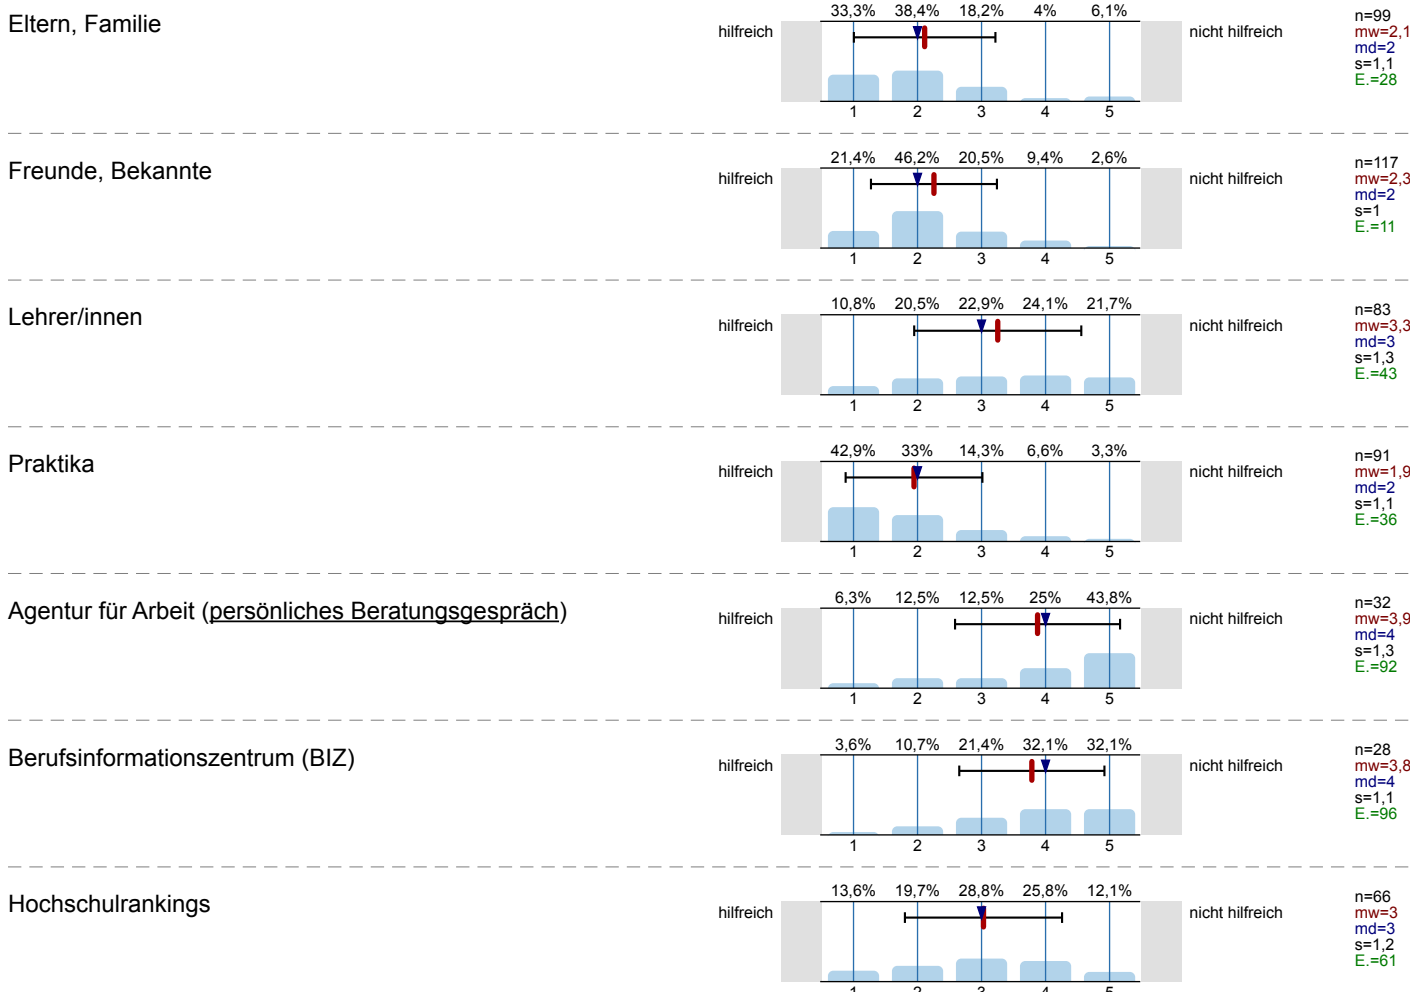 Eltern, Familie
33,3% 38,4% 18,2% 4% 6,1%
hilfreich
nicht hilfreich
1 2 3 4 5
n=99
mw=2,1
md=2
s=1,1
E.=28
Freunde, Bekannte
21,4% 46,2% 20,5% 9,4% 2,6%
hilfreich
nicht hilfreich
1 2 3 4 5
n=117
mw=2,3
md=2
s=1
E.=11
Lehrer/innen
10,8% 20,5% 22,9% 24,1% 21,7%
hilfreich
nicht hilfreich
1 2 3 4 5
n=83
mw=3,3
md=3
s=1,3
E.=43
Praktika
42,9% 33% 14,3% 6,6% 3,3%
hilfreich
nicht hilfreich
1 2 3 4 5
n=91
mw=1,9
md=2
s=1,1
E.=36
Agentur für Arbeit (persönliches Beratungsgespräch)
6,3% 12,5% 12,5% 25% 43,8%
hilfreich
nicht hilfreich
1 2 3 4 5
n=32
mw=3,9
md=4
s=1,3
E.=92
Berufsinformationszentrum (BIZ)
3,6% 10,7% 21,4% 32,1% 32,1%
hilfreich
nicht hilfreich
1 2 3 4 5
n=28
mw=3,8
md=4
s=1,1
E.=96
Hochschulrankings
13,6% 19,7% 28,8% 25,8% 12,1%
hilfreich
nicht hilfreich
1 2 3 4 5
n=66
mw=3
md=3
s=1,2
E.=61